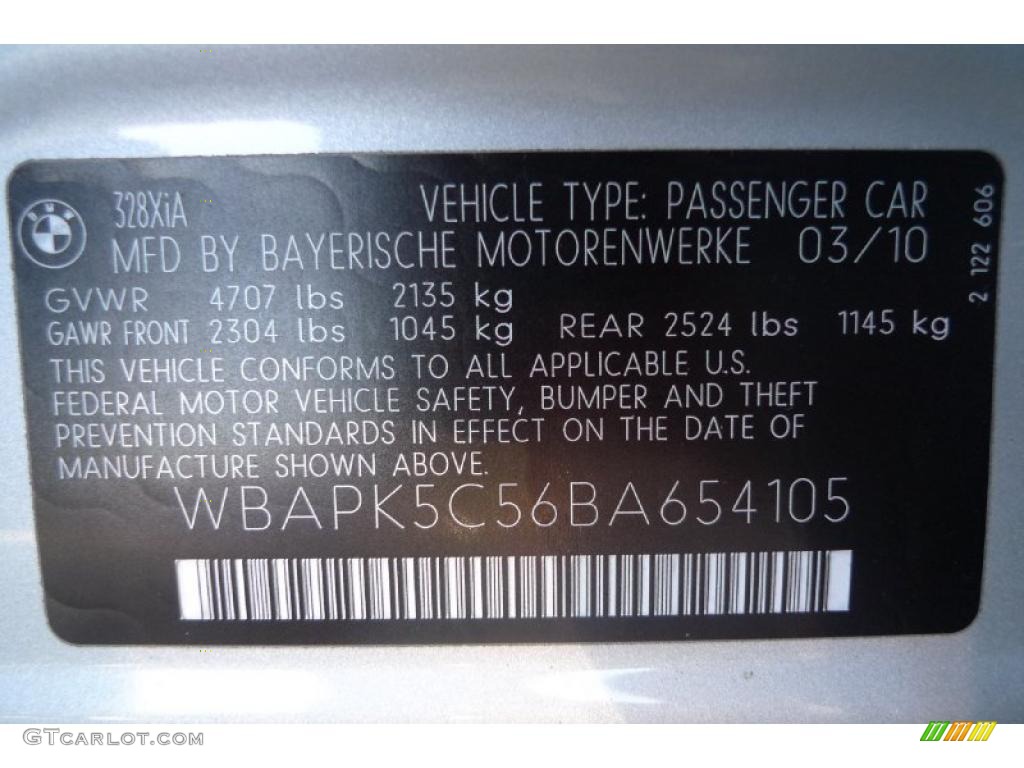 328XiA VEHICLE TYPE: PASSENGER CAR
MFD BY BAYERISCHE MOTORENWERKE 03/10
GVWR 4707 lbs 2135 kg
GAWR FRONT 2304 lbs 1045 kg REAR 2524 lbs 1145 kg
THIS VEHICLE CONFORMS TO ALL APPLICABLE U.S.
FEDERAL MOTOR VEHICLE SAFETY, BUMPER AND THEFT
PREVENTION STANDARDS IN EFFECT ON THE DATE OF
MANUFACTURE SHOWN ABOVE.
WBAPK5C56BA654105
2 122 606
BMW
GTCarLot.com